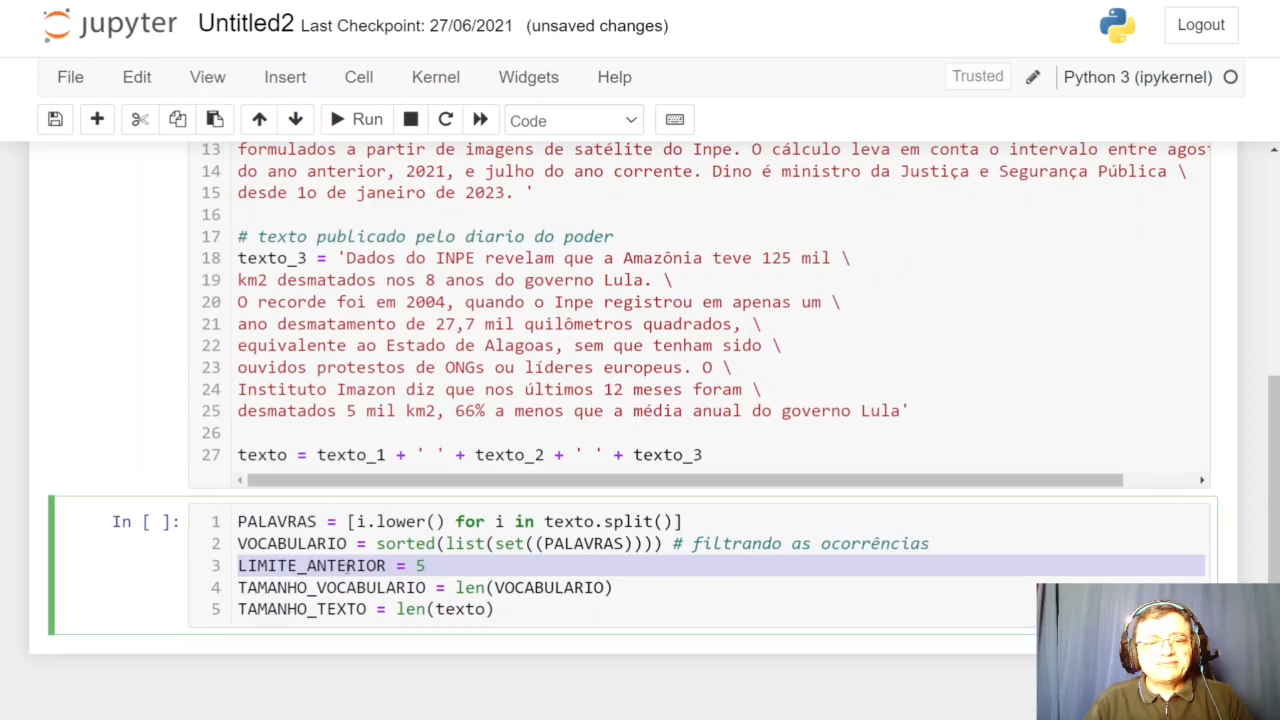 jupyter Untitled2 Last Checkpoint: 27/06/2021 (unsaved changes) Logout
File Edit View Insert Cell Kernel Widgets Help Trusted Python 3 (ipykernel)
Run Code
13 formulados a partir de imagens de satélite do Inpe. O cálculo leva em conta o intervalo entre agost
14 do ano anterior, 2021, e julho do ano corrente. Dino é ministro da Justiça e Segurança Pública \
15 desde 1o de janeiro de 2023. '
16
17 # texto publicado pelo diario do poder
18 texto_3 = 'Dados do INPE revelam que a Amazônia teve 125 mil \
19 km2 desmatados nos 8 anos do governo Lula. \
20 O recorde foi em 2004, quando o Inpe registrou em apenas um \
21 ano desmatamento de 27,7 mil quilômetros quadrados, \
22 equivalente ao Estado de Alagoas, sem que tenham sido \
23 ouvidos protestos de ONGs ou líderes europeus. O \
24 Instituto Imazon diz que nos últimos 12 meses foram \
25 desmatados 5 mil km2, 66% a menos que a média anual do governo Lula'
26
27 texto = texto_1 + ' ' + texto_2 + ' ' + texto_3
In [ ]: 1 PALAVRAS = [i.lower() for i in texto.split()]
2 VOCABULARIO = sorted(list(set((PALAVRAS)))) # filtrando as ocorrências
3 LIMITE_ANTERIOR = 5
4 TAMANHO_VOCABULARIO = len(VOCABULARIO)
5 TAMANHO_TEXTO = len(texto)